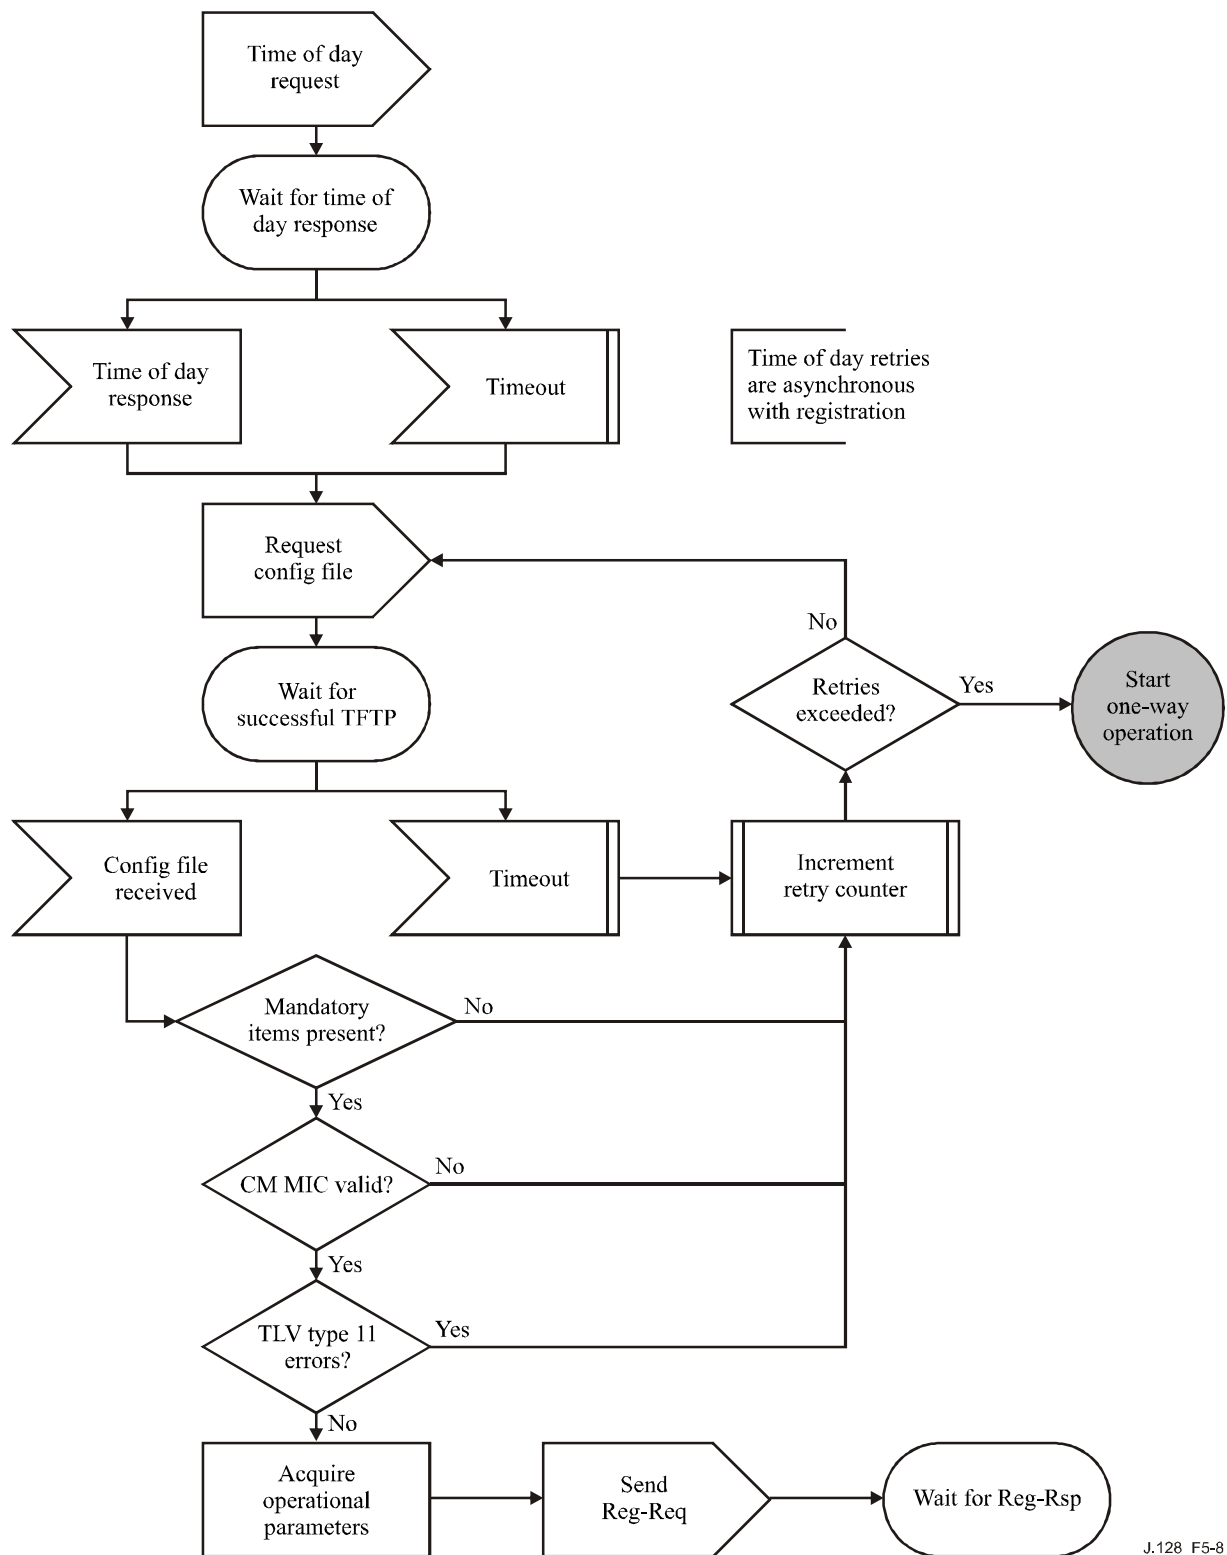 Time of day
request
Wait for time of
day response
Time of day
response
Timeout
Time of day retries
are asynchronous
with registration
Request
config file
No
Wait for
successful TFTP
Retries
exceeded?
Yes
Start
one-way
operation
Config file
received
Timeout
Increment
retry counter
Mandatory
items present?
No
Yes
CM MIC valid?
No
Yes
TLV type 11
errors?
Yes
No
Acquire
operational
parameters
Send
Reg-Req
Wait for Reg-Rsp
J.128_F5-8